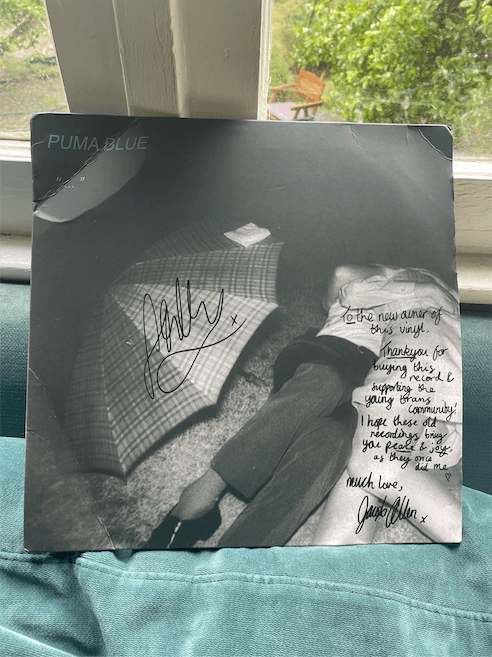 PUMA BLUE
"..."
To the new owner of
this vinyl.
Thankyou for
buying this
record &
supporting the
young trans
community!
I hope these old
recordings bring
you peace & joy,
as they once
did me
♡
much love,
Jacob Allen x